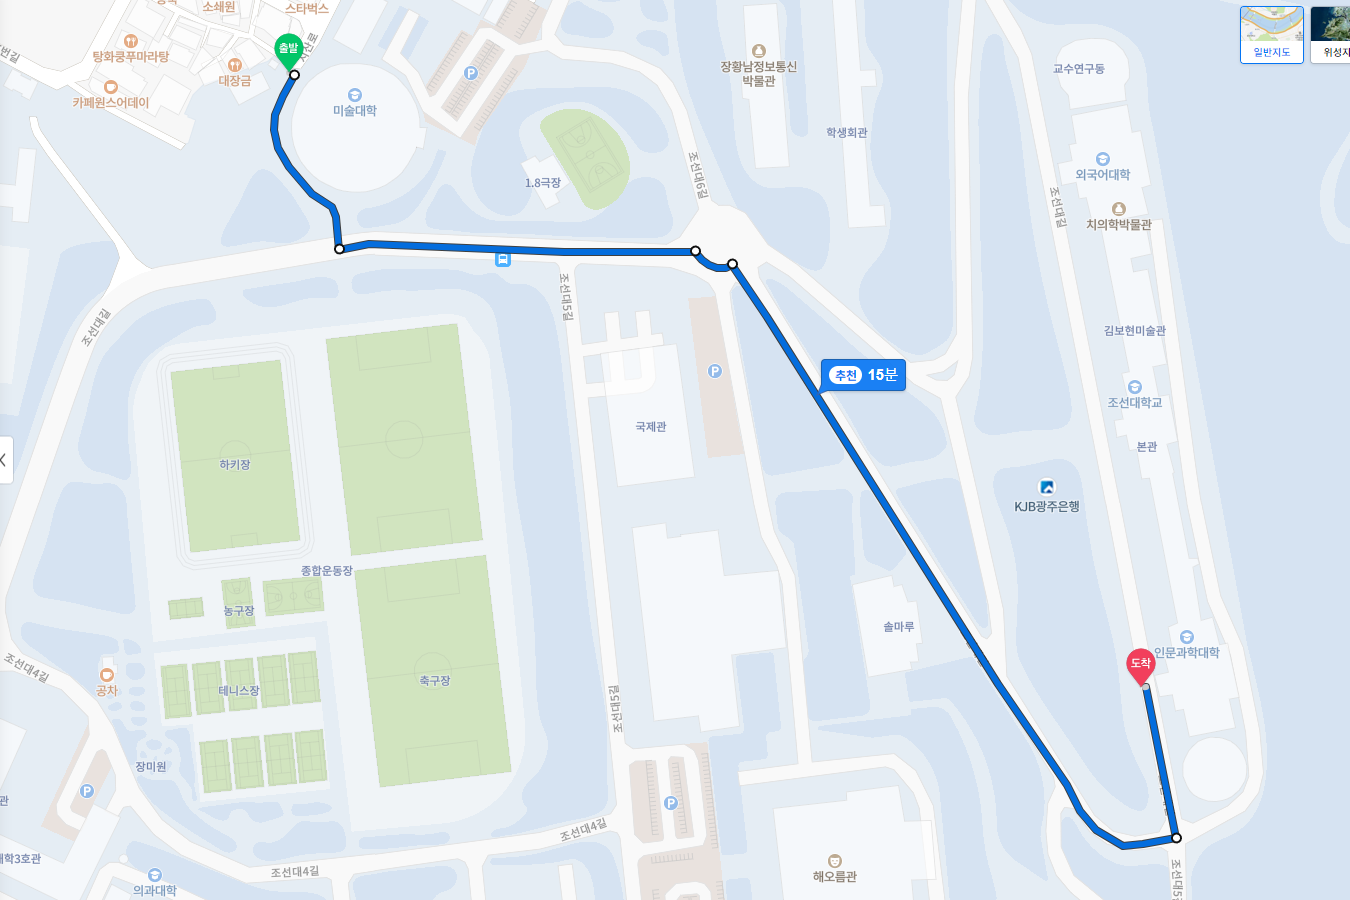 소쇄원
스타벅스
서석로
출발
탕화쿵푸마라탕
대장금
카페원스어데이
미술대학
P
장황남정보통신
박물관
학생회관
교수연구동
일반지도
외국어대학
치의학박물관
1.8극장
조선대6길
조선대길
조선대길
조선대5길
김보현미술관
P
추천 15분
조선대학교
본관
국제관
하키장
KJB광주은행
종합운동장
농구장
솔마루
인문과학대학
도착
조선대4길
공차
테니스장
축구장
조선대5길
장미원
P
P
조선대4길
조선대4길
해오름관
의과대학